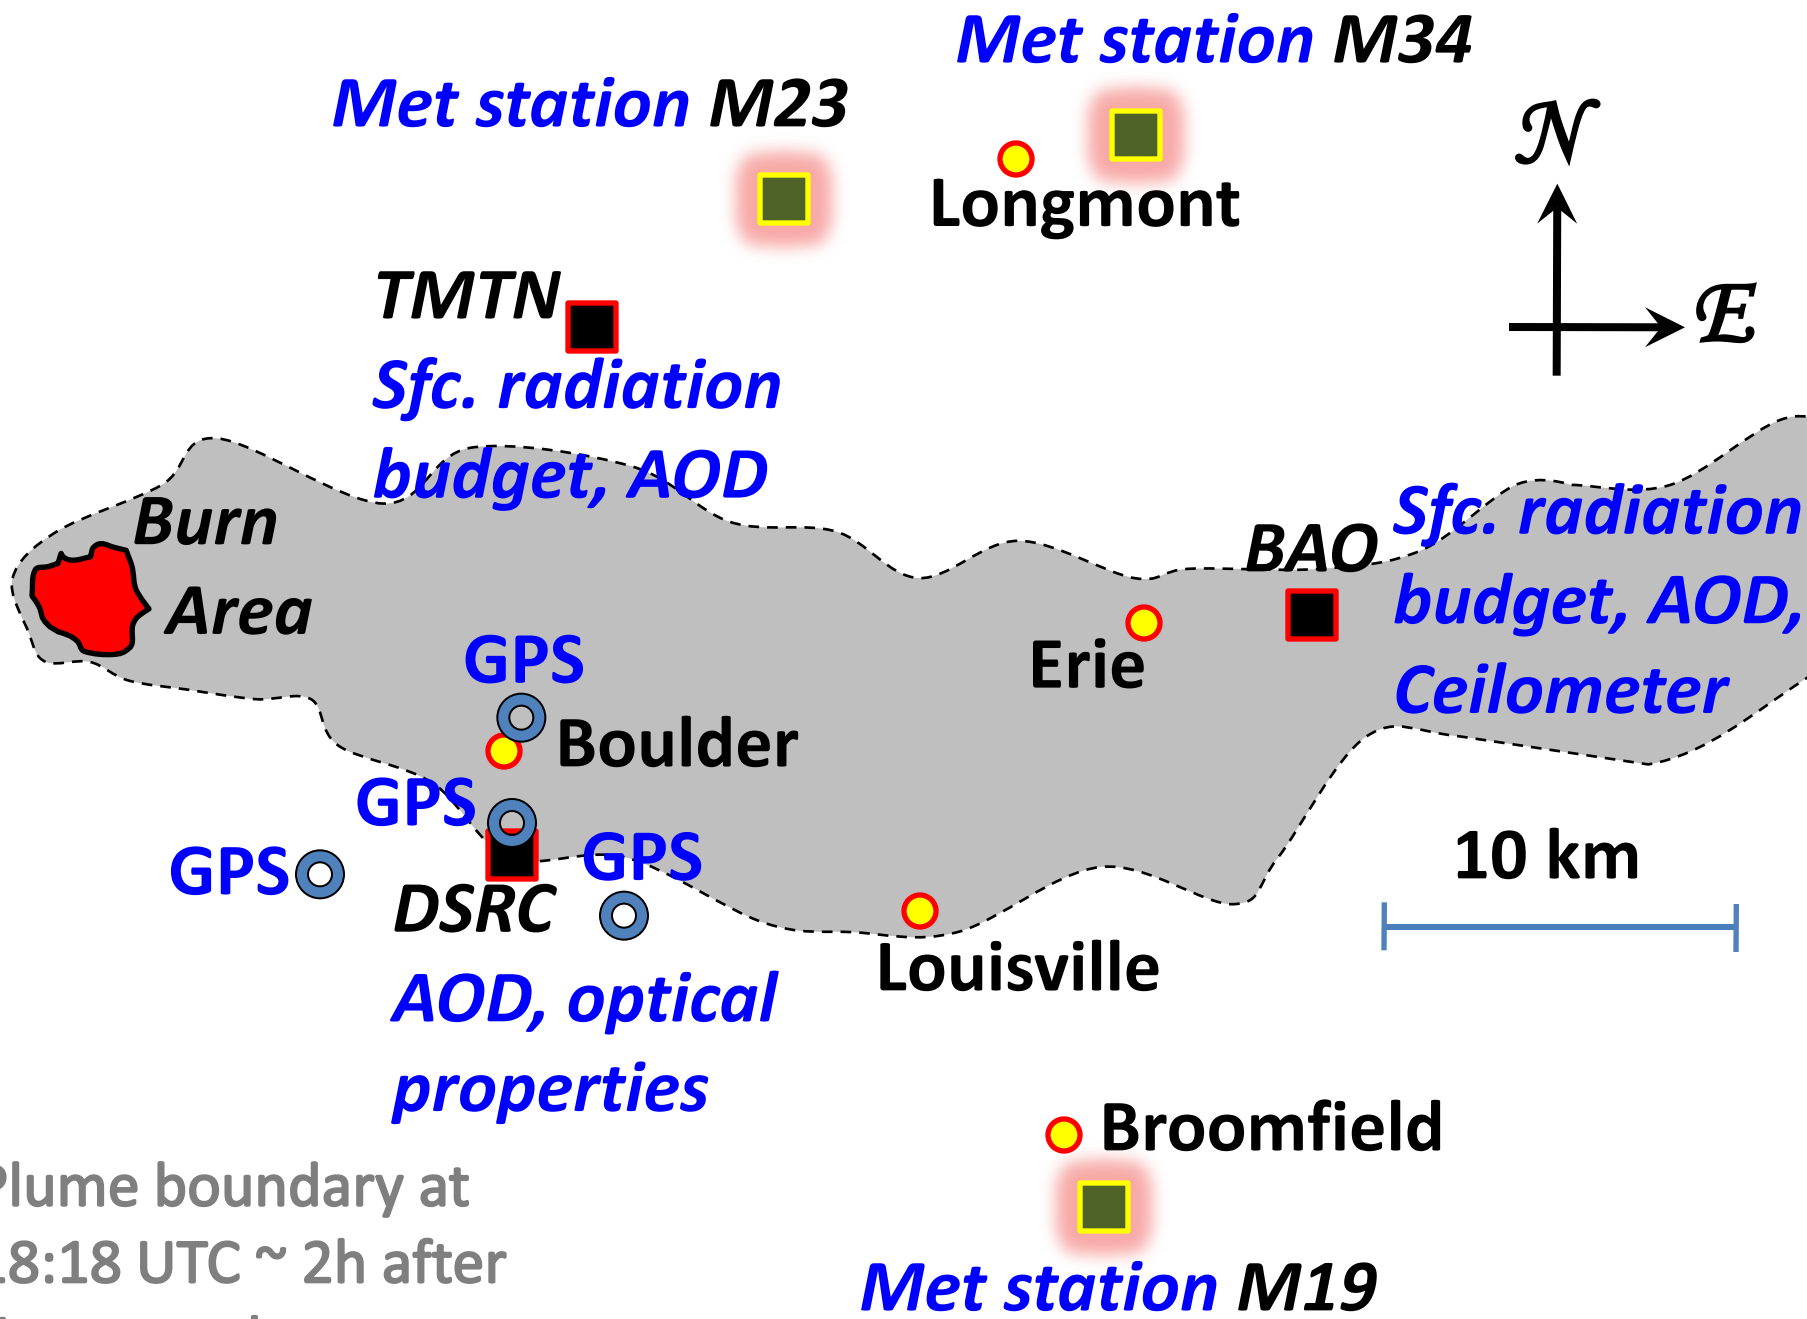 Met station M34
Met station M23
N
Longmont
TMTN
E
Sfc. radiation
budget, AOD
Burn
Area
BAO
Sfc. radiation
budget, AOD,
Ceilometer
Erie
GPS
Boulder
GPS
GPS
GPS
10 km
DSRC
Louisville
AOD, optical
properties
Broomfield
Plume boundary at
18:18 UTC ~ 2h after
Met station M19